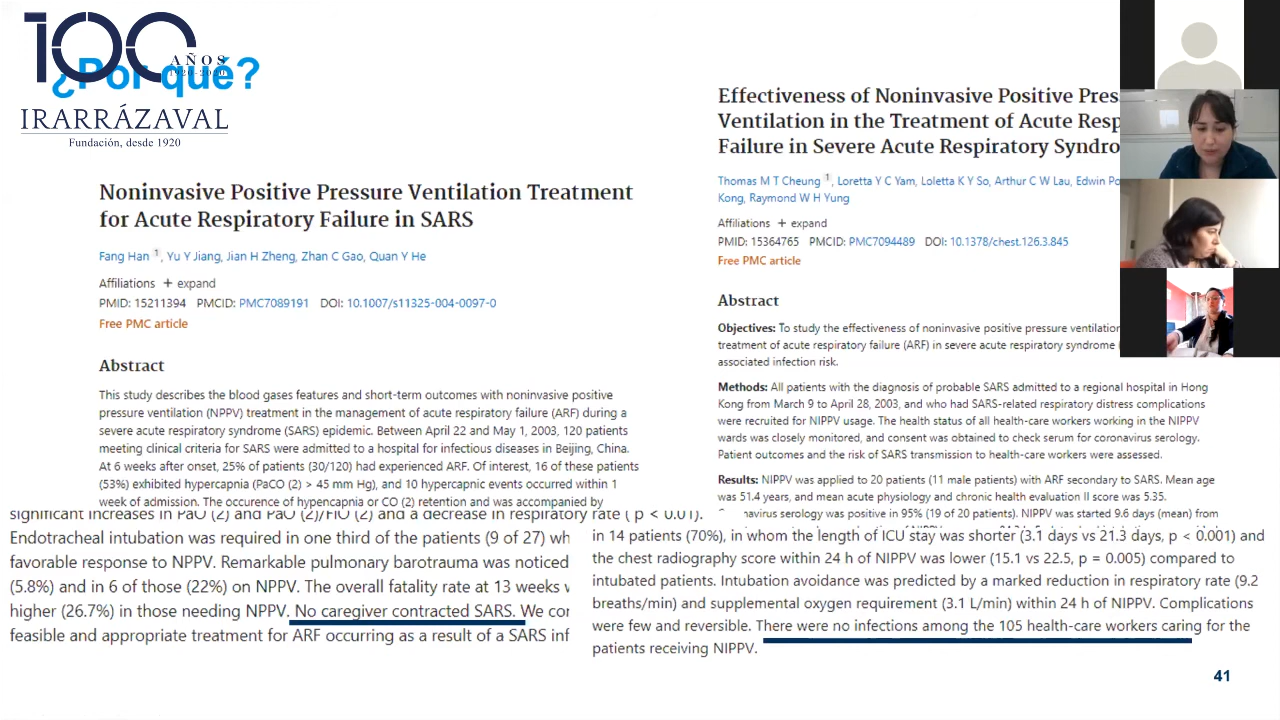 100
AÑOS
1920-2020
¿Por qué?
IRARRÁZAVAL
Fundación, desde 1920
Noninvasive Positive Pressure Ventilation Treatment
for Acute Respiratory Failure in SARS
Fang Han 1, Yu Y Jiang, Jian H Zheng, Zhan C Gao, Quan Y He
Affiliations + expand
PMID: 15211394 PMCID: PMC7089191 DOI: 10.1007/s11325-004-0097-0
Free PMC article
Abstract
This study describes the blood gases features and short-term outcomes with noninvasive positive
pressure ventilation (NPPV) treatment in the management of acute respiratory failure (ARF) during a
severe acute respiratory syndrome (SARS) epidemic. Between April 22 and May 1, 2003, 120 patients
meeting clinical criteria for SARS were admitted to a hospital for infectious diseases in Beijing, China.
At 6 weeks after onset, 25% of patients (30/120) had experienced ARF. Of interest, 16 of these patients
(53%) exhibited hypercapnia (PaCO (2) > 45 mm Hg), and 10 hypercapnic events occurred within 1
week of admission. The occurence of hypercapnia or CO (2) retention and was accompanied by
significant increases in PaO (2) and PaO (2)/FIO (2) and a decrease in respiratory rate ( p < 0.01).
Endotracheal intubation was required in one third of the patients (9 of 27) wh
favorable response to NPPV. Remarkable pulmonary barotrauma was noticed
(5.8%) and in 6 of those (22%) on NPPV. The overall fatality rate at 13 weeks
higher (26.7%) in those needing NPPV. No caregiver contracted SARS. We con
feasible and appropriate treatment for ARF occurring as a result of a SARS inf
Effectiveness of Noninvasive Positive Pres
Ventilation in the Treatment of Acute Resp
Failure in Severe Acute Respiratory Syndro
Thomas M T Cheung 1, Loretta Y C Yam, Loletta K Y So, Arthur C W Lau, Edwin Po
Kong, Raymond W H Yung
Affiliations + expand
PMID: 15364765 PMCID: PMC7094489 DOI: 10.1378/chest.126.3.845
Free PMC article
Abstract
Objectives: To study the effectiveness of noninvasive positive pressure ventilation
treatment of acute respiratory failure (ARF) in severe acute respiratory syndrome
associated infection risk.
Methods: All patients with the diagnosis of probable SARS admitted to a regional hospital in Hong
Kong from March 9 to April 28, 2003, and who had SARS-related respiratory distress complications
were recruited for NIPPV usage. The health status of all health-care workers working in the NIPPV
wards was closely monitored, and consent was obtained to check serum for coronavirus serology.
Patient outcomes and the risk of SARS transmission to health-care workers were assessed.
Results: NIPPV was applied to 20 patients (11 male patients) with ARF secondary to SARS. Mean age
was 51.4 years, and mean acute physiology and chronic health evaluation II score was 5.35.
navirus serology was positive in 95% (19 of 20 patients). NIPPV was started 9.6 days (mean) from
in 14 patients (70%), in whom the length of ICU stay was shorter (3.1 days vs 21.3 days, p < 0.001) and
the chest radiography score within 24 h of NIPPV was lower (15.1 vs 22.5, p = 0.005) compared to
intubated patients. Intubation avoidance was predicted by a marked reduction in respiratory rate (9.2
breaths/min) and supplemental oxygen requirement (3.1 L/min) within 24 h of NIPPV. Complications
were few and reversible. There were no infections among the 105 health-care workers caring for the
patients receiving NIPPV.
41